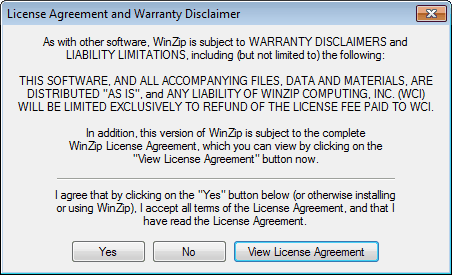 License Agreement and Warranty Disclaimer
As with other software, WinZip is subject to WARRANTY DISCLAIMERS and
LIABILITY LIMITATIONS, including (but not limited to) the following:
THIS SOFTWARE, AND ALL ACCOMPANYING FILES, DATA AND MATERIALS, ARE
DISTRIBUTED "AS IS", and ANY LIABILITY OF WINZIP COMPUTING, INC. (WCI)
WILL BE LIMITED EXCLUSIVELY TO REFUND OF THE LICENSE FEE PAID TO WCI.
In addition, this version of WinZip is subject to the complete
WinZip License Agreement, which you can view by clicking on the
"View License Agreement" button now.
I agree that by clicking on the "Yes" button below (or otherwise installing
or using WinZip), I accept all terms of the License Agreement, and that I
have read the License Agreement.
Yes
No
View License Agreement